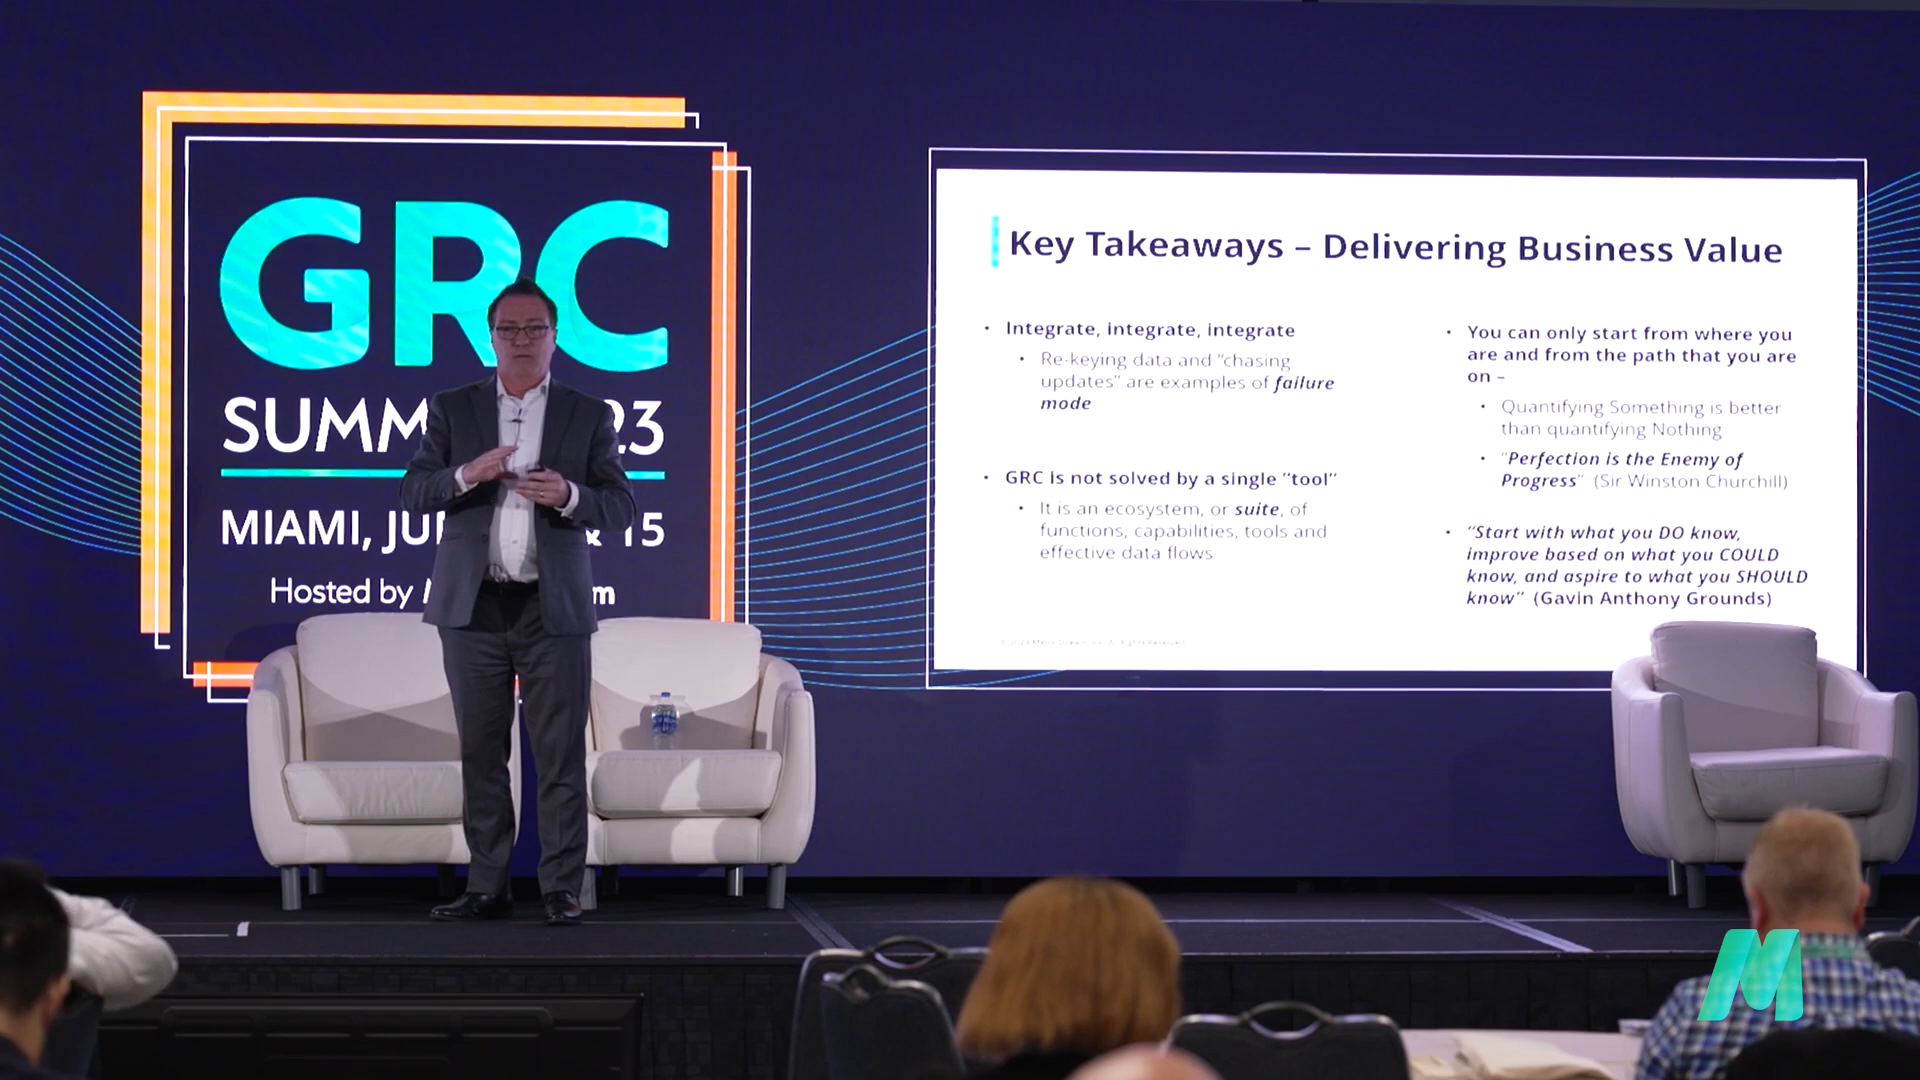 GRC
SUMM 23
MIAMI, & 15
Hosted by
Key Takeaways – Delivering Business Value
• Integrate, integrate, integrate
• Re-keying data and "chasing
updates" are examples of failure
mode
• GRC is not solved by a single "tool"
• It is an ecosystem, or suite, of
functions, capabilities, tools and
effective data flows
• You can only start from where you
are and from the path that you are
on –
• Quantifying Something is better
than quantifying Nothing
• "Perfection is the Enemy of
Progress" (Sir Winston Churchill)
• "Start with what you DO know,
improve based on what you COULD
know, and aspire to what you SHOULD
know" (Gavin Anthony Grounds)
M